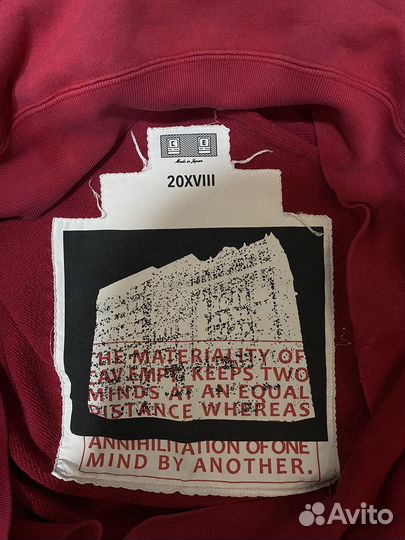 C E
Made in Japan
20XVIII
THE MATERIALITY OF
CAV EMPT KEEPS TWO
MINDS AT AN EQUAL
DISTANCE WHEREAS
ANNIHILITATION OF ONE
MIND BY ANOTHER.
Avito